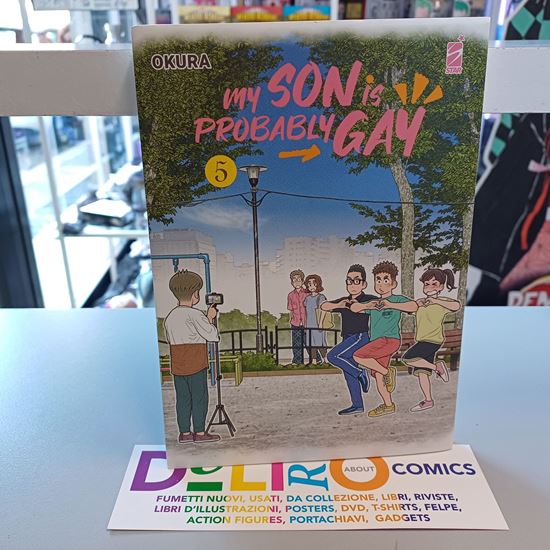 OKURA
STAR
MY SON is
PROBABLY GAY
5
DeLiRO ABOUT COMICS
FUMETTI NUOVI, USATI, DA COLLEZIONE, LIBRI, RIVISTE,
LIBRI D'ILLUSTRAZIONI, POSTERS, DVD, T-SHIRTS, FELPE,
ACTION FIGURES, PORTACHIAVI, GADGETS